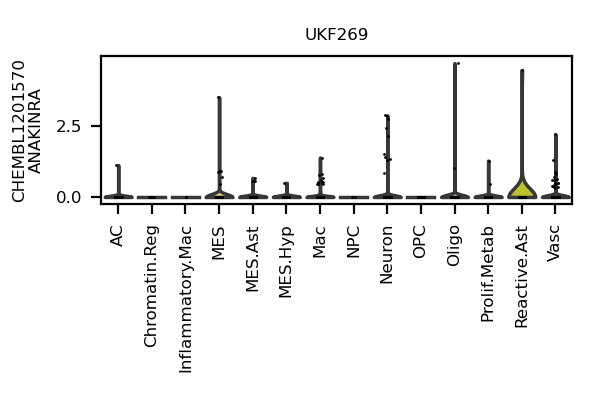 UKF269
CHEMBL1201570
ANAKINRA
2.5
0.0
AC
Chromatin.Reg
Inflammatory.Mac
MES
MES.Ast
MES.Hyp
Mac
NPC
Neuron
OPC
Oligo
Prolif.Metab
Reactive.Ast
Vasc